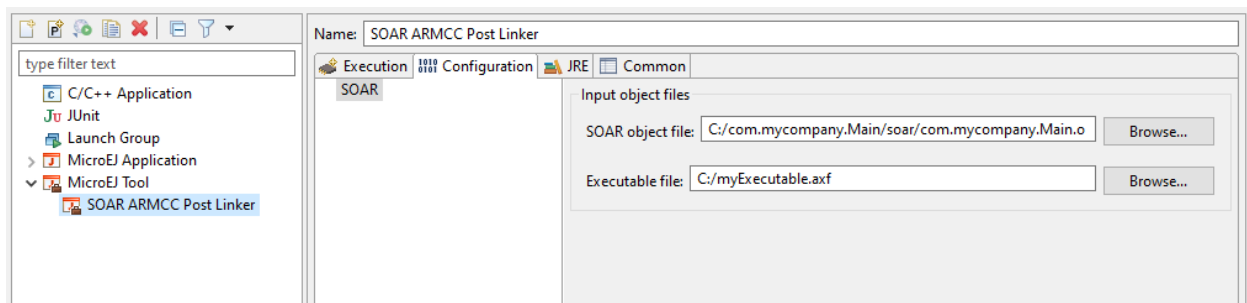 Name: SOAR ARMCC Post Linker
type filter text
C/C++ Application
JUnit
Launch Group
MicroEJ Application
MicroEJ Tool
SOAR ARMCC Post Linker
Execution Configuration JRE Common
SOAR
Input object files
SOAR object file: C:/com.mycompany.Main/soar/com.mycompany.Main.o Browse...
Executable file: C:/myExecutable.axf Browse...